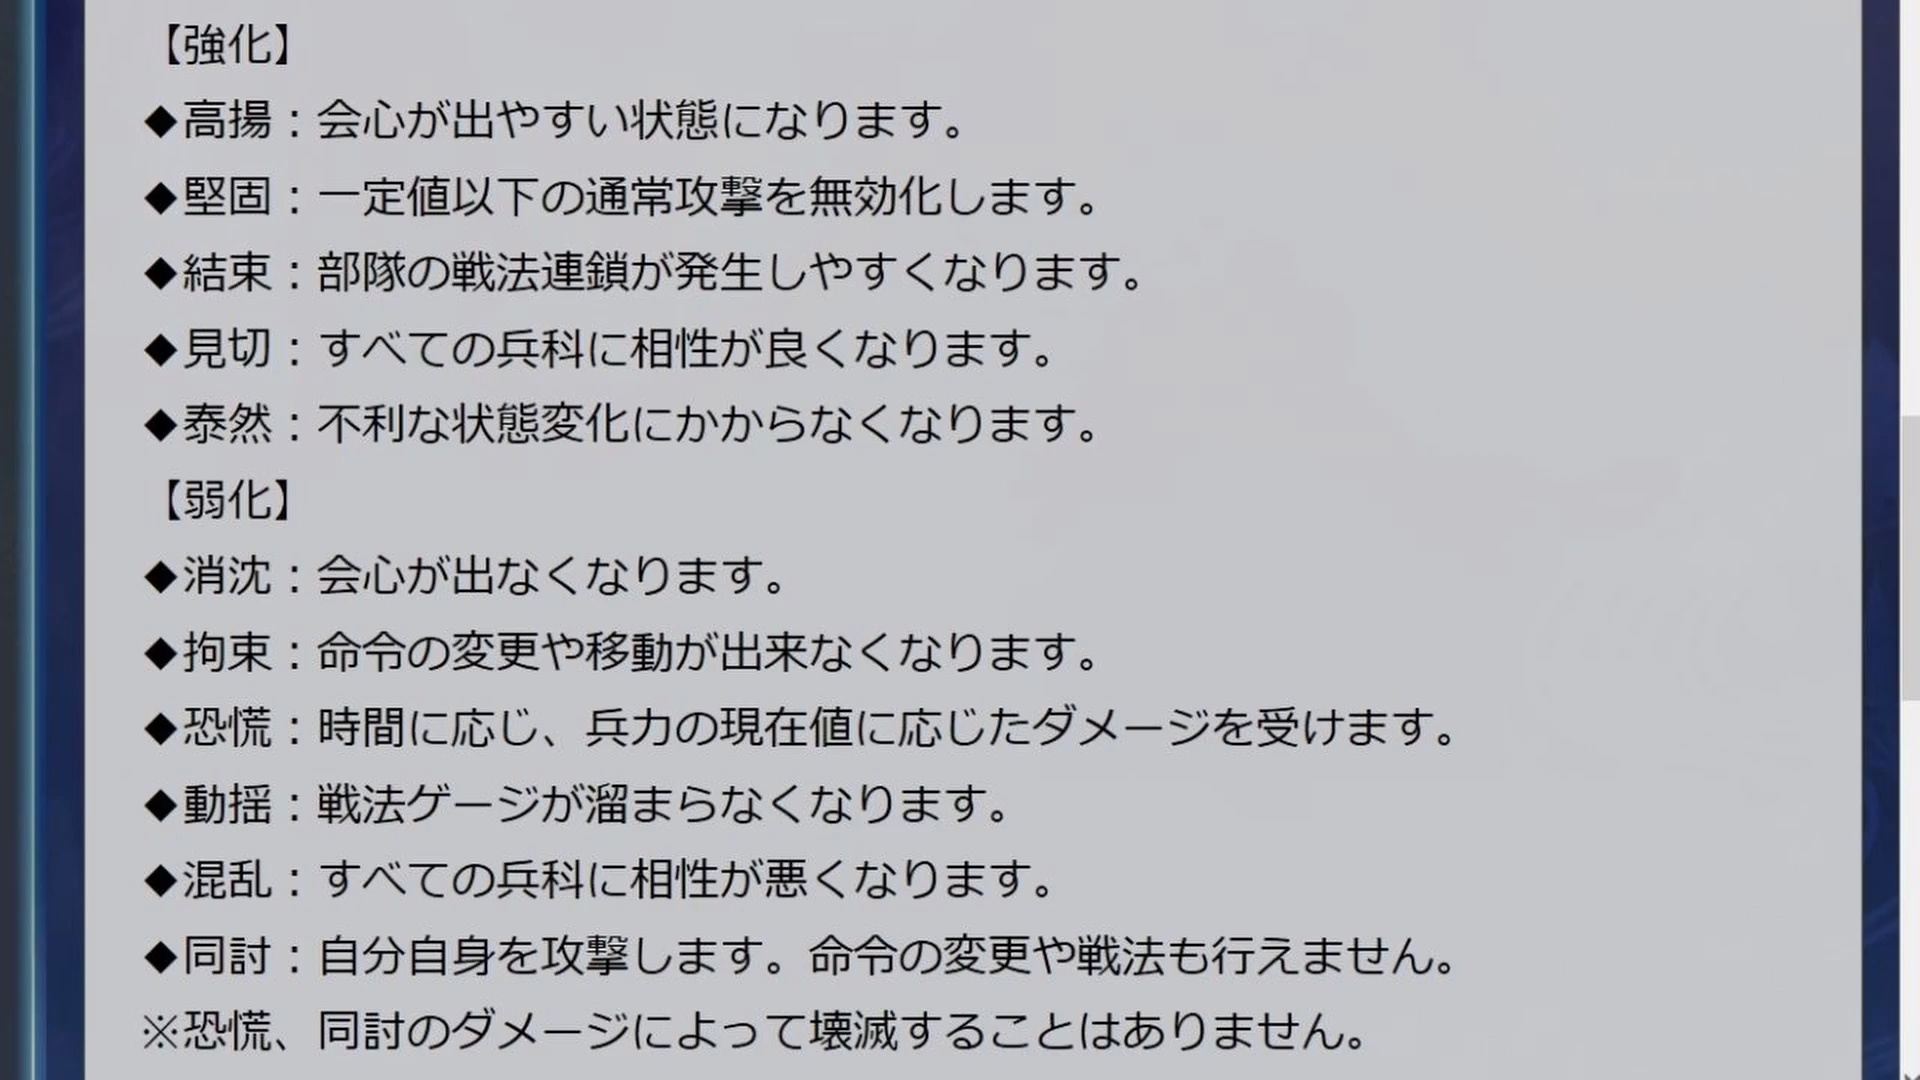 【強化】
◆高揚：会心が出やすい状態になります。
◆堅固：一定値以下の通常攻撃を無効化します。
◆結束：部隊の戦法連鎖が発生しやすくなります。
◆見切：すべての兵科に相性が良くなります。
◆泰然：不利な状態変化にかからなくなります。
【弱化】
◆消沈：会心が出なくなります。
◆拘束：命令の変更や移動が出来なくなります。
◆恐慌：時間に応じ、兵力の現在値に応じたダメージを受けます。
◆動揺：戦法ゲージが溜まらなくなります。
◆混乱：すべての兵科に相性が悪くなります。
◆同討：自分自身を攻撃します。命令の変更や戦法も行えません。
※恐慌、同討のダメージによって壊滅することはありません。